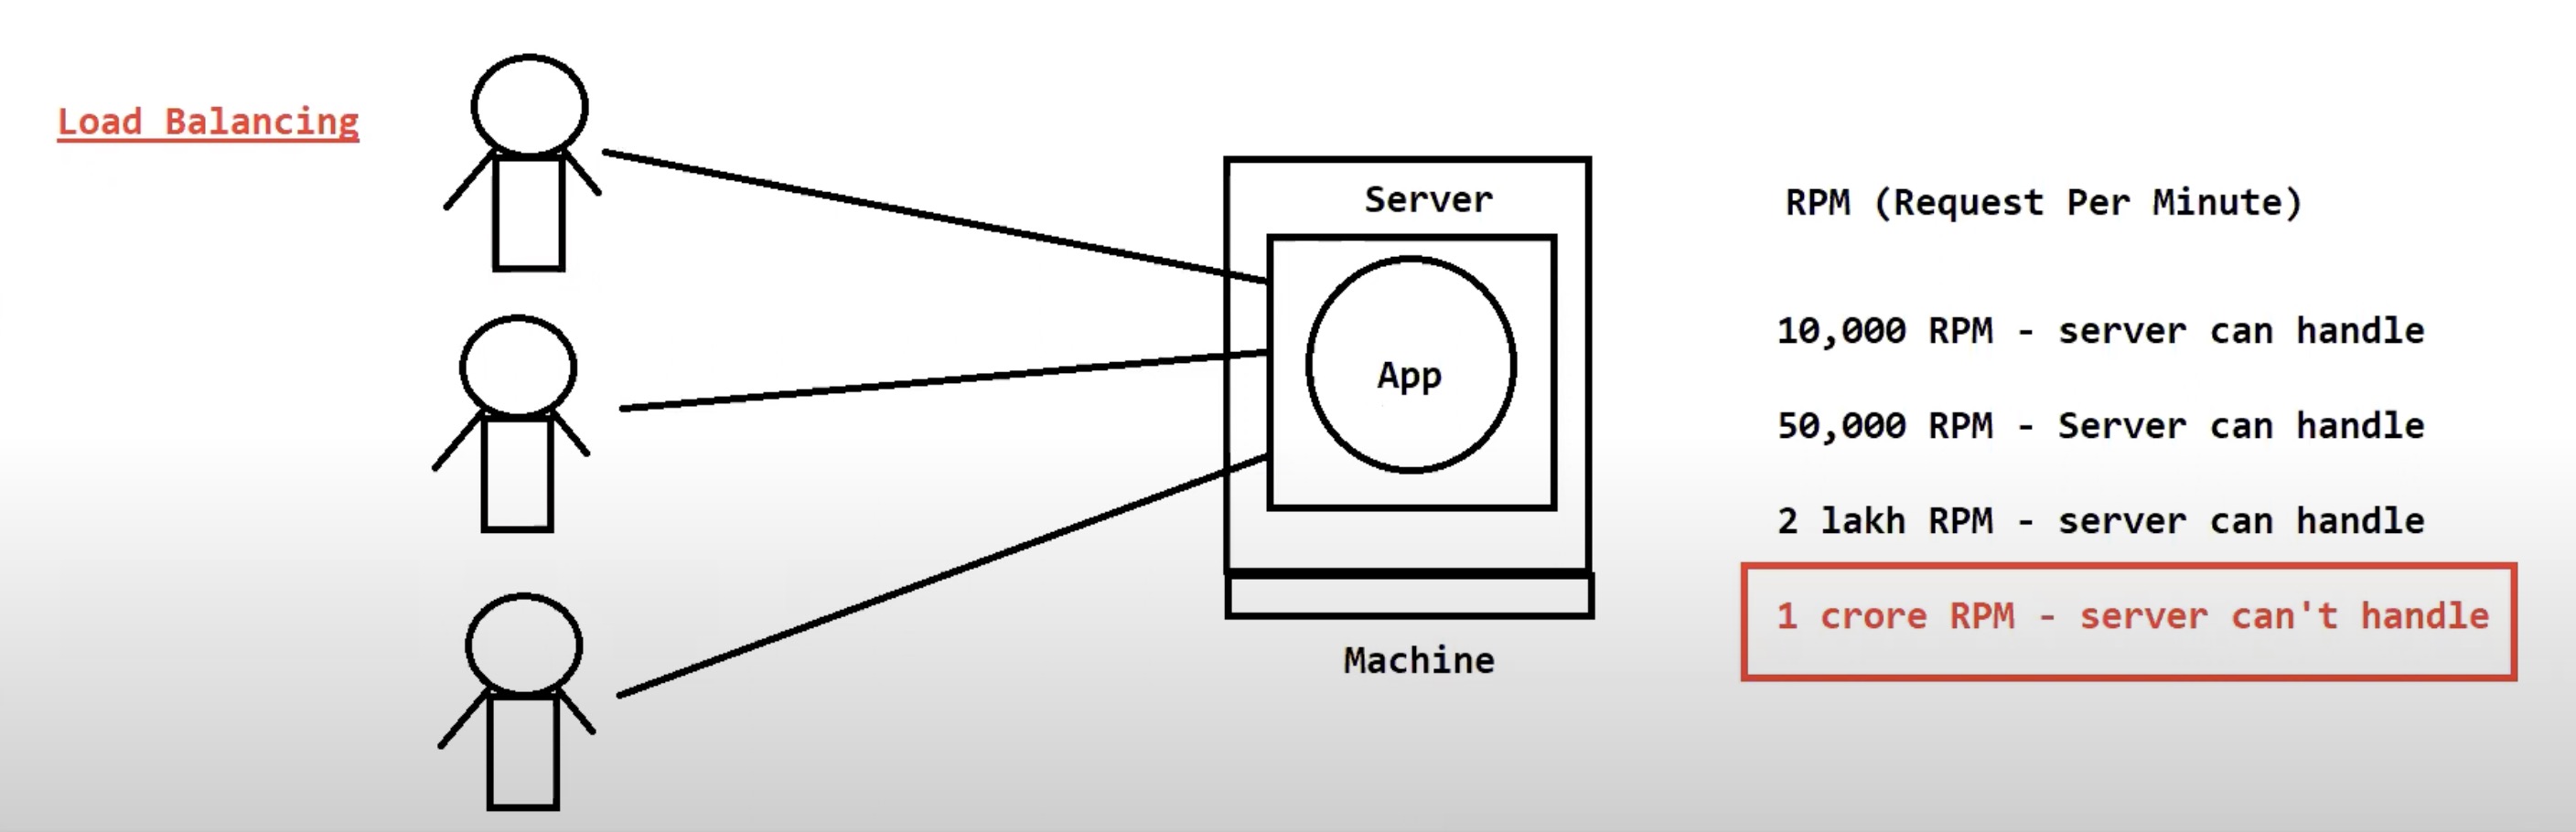 Load Balancing
Server
App
Machine
RPM (Request Per Minute)
10,000 RPM - server can handle
50,000 RPM - Server can handle
2 lakh RPM - server can handle
1 crore RPM - server can't handle